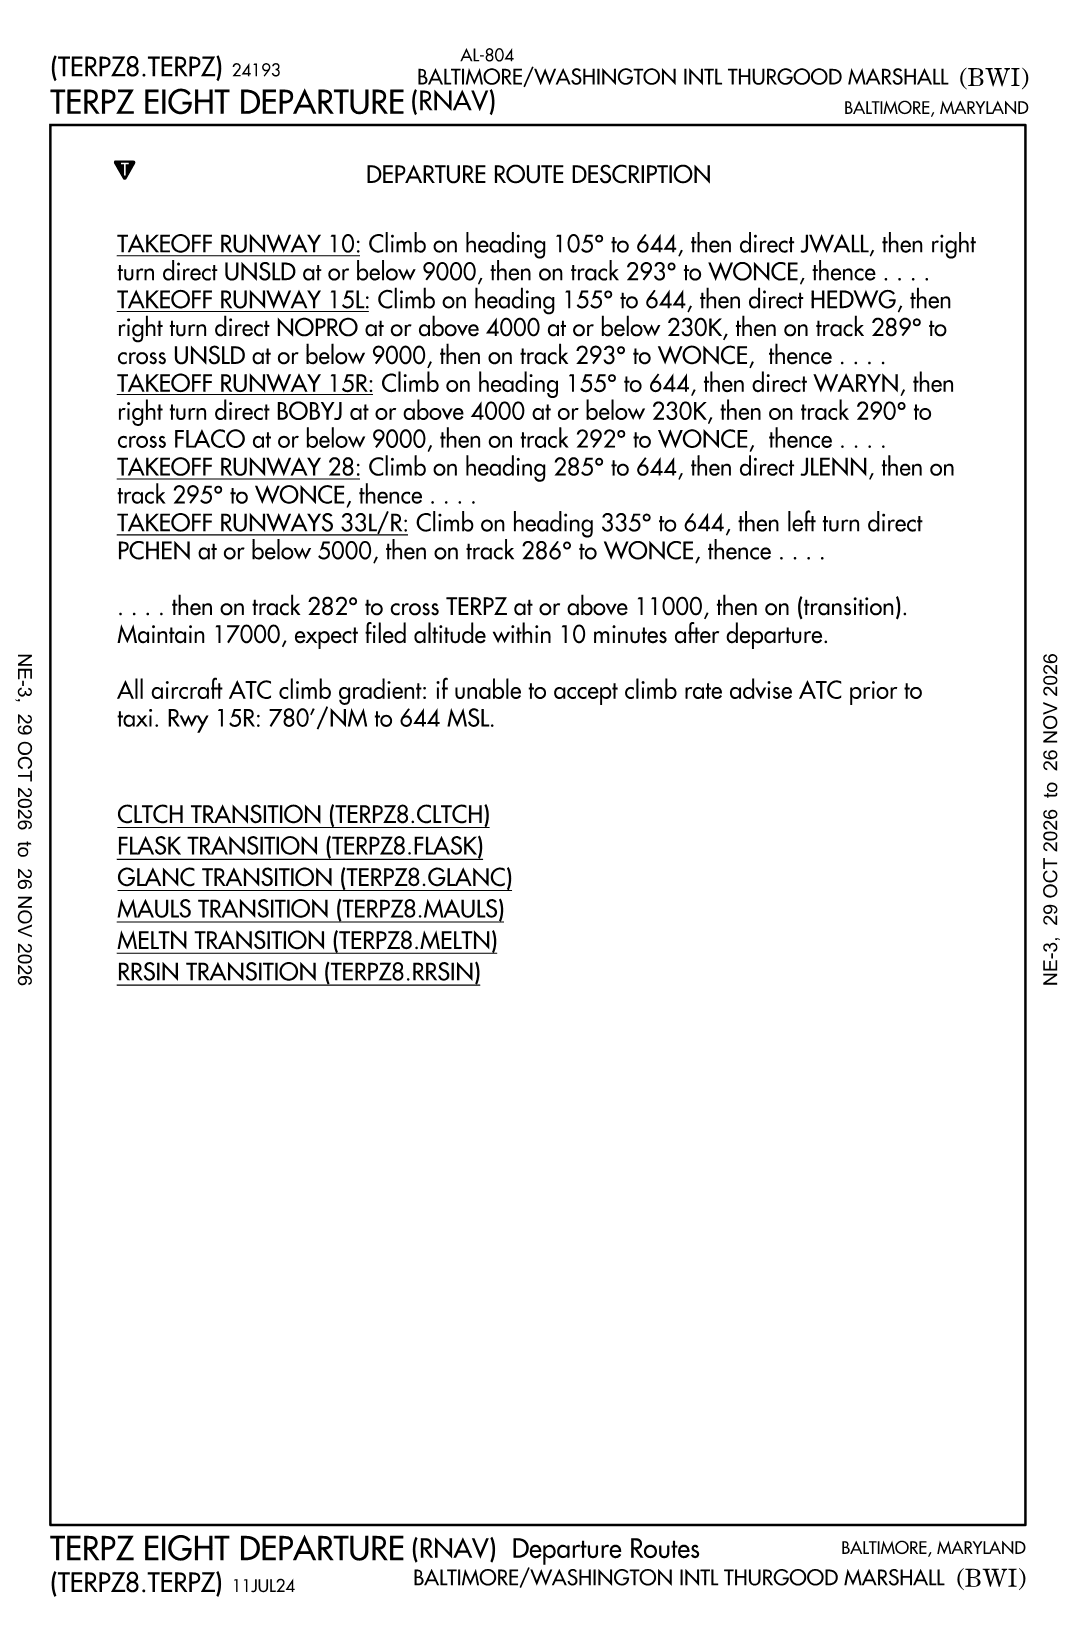 (TERPZ8.TERPZ) 24193
AL-804
BALTIMORE/WASHINGTON INTL THURGOOD MARSHALL (BWI)
TERPZ EIGHT DEPARTURE (RNAV)
BALTIMORE, MARYLAND
T
DEPARTURE ROUTE DESCRIPTION
TAKEOFF RUNWAY 10: Climb on heading 105° to 644, then direct JWALL, then right
turn direct UNSLD at or below 9000, then on track 293° to WONCE, thence . . . .
TAKEOFF RUNWAY 15L: Climb on heading 155° to 644, then direct HEDWG, then
right turn direct NOPRO at or above 4000 at or below 230K, then on track 289° to
cross UNSLD at or below 9000, then on track 293° to WONCE, thence . . . .
TAKEOFF RUNWAY 15R: Climb on heading 155° to 644, then direct WARYN, then
right turn direct BOBYJ at or above 4000 at or below 230K, then on track 290° to
cross FLACO at or below 9000, then on track 292° to WONCE, thence . . . .
TAKEOFF RUNWAY 28: Climb on heading 285° to 644, then direct JLENN, then on
track 295° to WONCE, thence . . . .
TAKEOFF RUNWAYS 33L/R: Climb on heading 335° to 644, then left turn direct
PCHEN at or below 5000, then on track 286° to WONCE, thence . . . .
. . . . then on track 282° to cross TERPZ at or above 11000, then on (transition).
Maintain 17000, expect filed altitude within 10 minutes after departure.
All aircraft ATC climb gradient: if unable to accept climb rate advise ATC prior to
taxi. Rwy 15R: 780'/NM to 644 MSL.
CLTCH TRANSITION (TERPZ8.CLTCH)
FLASK TRANSITION (TERPZ8.FLASK)
GLANC TRANSITION (TERPZ8.GLANC)
MAULS TRANSITION (TERPZ8.MAULS)
MELTN TRANSITION (TERPZ8.MELTN)
RRSIN TRANSITION (TERPZ8.RRSIN)
NE-3, 29 OCT 2026 to 26 NOV 2026
NE-3, 29 OCT 2026 to 26 NOV 2026
TERPZ EIGHT DEPARTURE (RNAV) Departure Routes
BALTIMORE, MARYLAND
(TERPZ8.TERPZ) 11JUL24
BALTIMORE/WASHINGTON INTL THURGOOD MARSHALL (BWI)